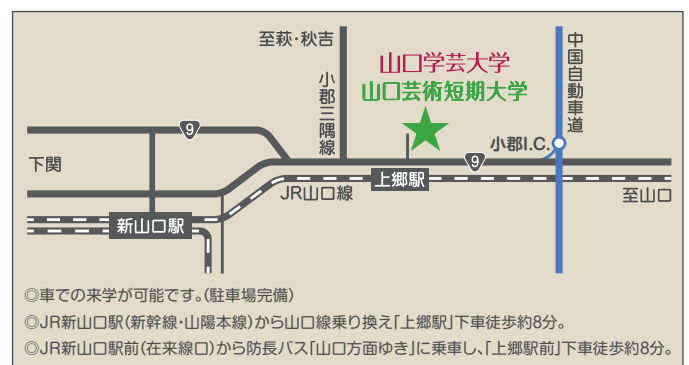 至萩・秋吉
山口学芸大学
山口芸術短期大学
小郡三隅線
中国自動車道
小郡I.C.
9
9
下関
上郷駅
JR山口線
至山口
新山口駅
◎車での来学が可能です。(駐車場完備)
◎JR新山口駅(新幹線・山陽本線)から山口線乗り換え「上郷駅」下車徒歩約8分。
◎JR新山口駅前(在来線口)から防長バス「山口方面ゆき」に乗車し、「上郷駅前」下車徒歩約8分。